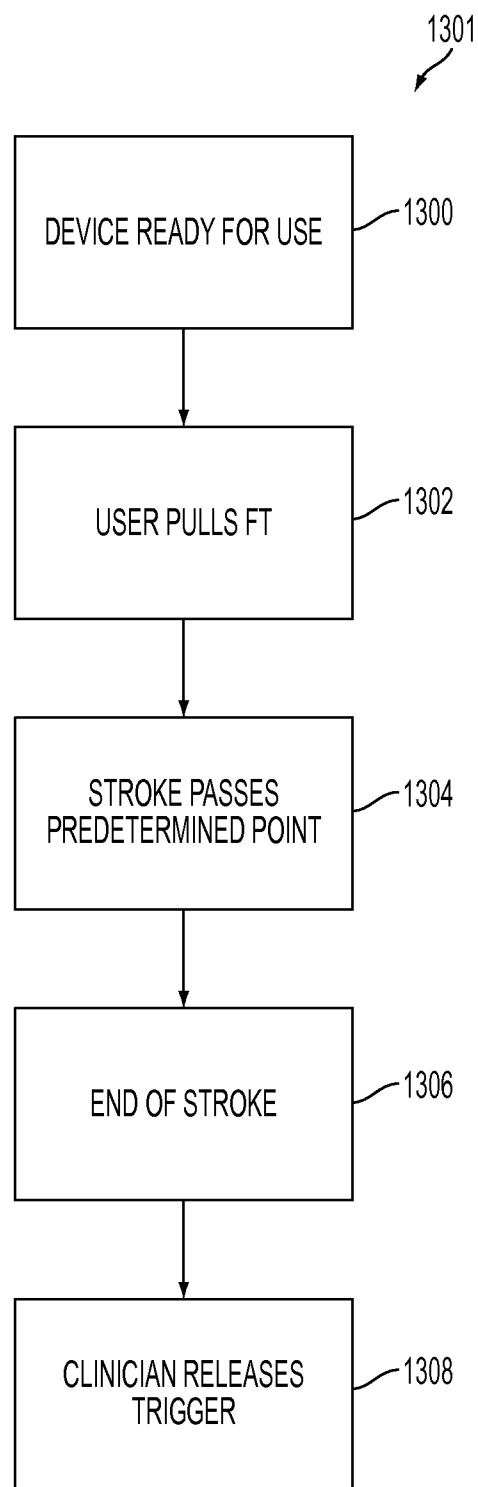 1301
DEVICE READY FOR USE
1300
USER PULLS FT
1302
STROKE PASSES
PREDETERMINED POINT
1304
END OF STROKE
1306
CLINICIAN RELEASES
TRIGGER
1308